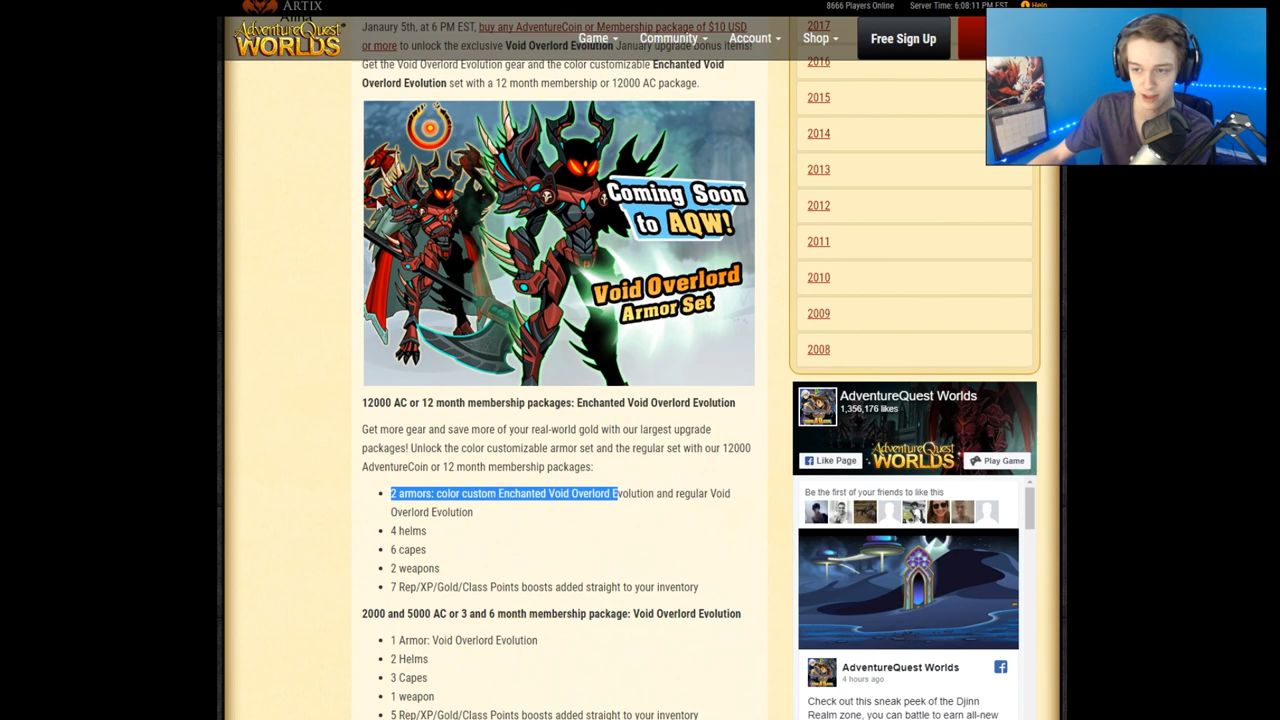 ARTIX
8666 Players Online
Server Time: 6:08:11 PM EST
Help
AdventureQuest WORLDS
Game
Community
Account
Shop
Free Sign Up
Janaury 5th, at 6 PM EST, buy any AdventureCoin or Membership package of $10 USD
or more to unlock the exclusive Void Overlord Evolution January upgrade bonus items!
Get the Void Overlord Evolution gear and the color customizable Enchanted Void
Overlord Evolution set with a 12 month membership or 12000 AC package.
Coming Soon
to AQW!
Void Overlord
Armor Set
12000 AC or 12 month membership packages: Enchanted Void Overlord Evolution
Get more gear and save more of your real-world gold with our largest upgrade
packages! Unlock the color customizable armor set and the regular set with our 12000
AdventureCoin or 12 month membership packages:
2 armors: color custom Enchanted Void Overlord Evolution and regular Void
Overlord Evolution
4 helms
6 capes
2 weapons
7 Rep/XP/Gold/Class Points boosts added straight to your inventory
2000 and 5000 AC or 3 and 6 month membership package: Void Overlord Evolution
1 Armor: Void Overlord Evolution
2 Helms
3 Capes
1 weapon
5 Rep/XP/Gold/Class Points boosts added straight to your inventory
2017
2016
2015
2014
2013
2012
2011
2010
2009
2008
AdventureQuest Worlds
1,356,176 likes
AdventureQuest WORLDS
Like Page
Play Game
Be the first of your friends to like this
AdventureQuest Worlds
4 hours ago
Check out this sneak peek of the Djinn
Realm zone, you can battle to earn all-new